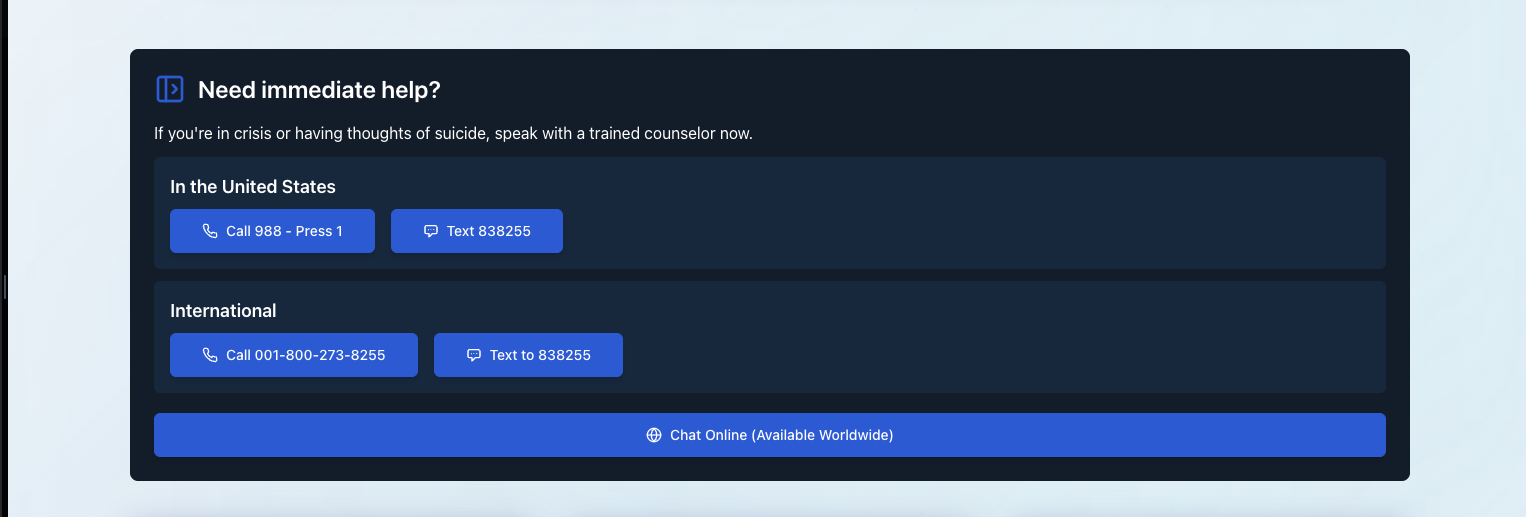 Need immediate help?
If you're in crisis or having thoughts of suicide, speak with a trained counselor now.
In the United States
Call 988 - Press 1
Text 838255
International
Call 001-800-273-8255
Text to 838255
Chat Online (Available Worldwide)